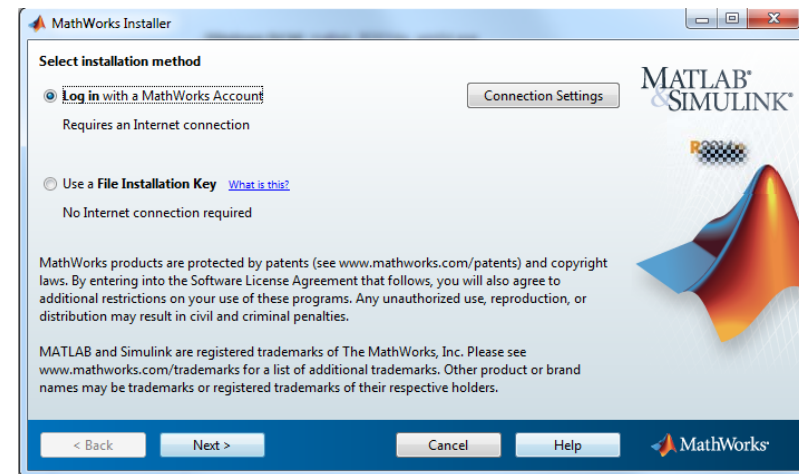 MathWorks Installer
Select installation method
Log in with a MathWorks Account
Connection Settings
Requires an Internet connection
Use a File Installation Key What is this?
No Internet connection required
MathWorks products are protected by patents (see www.mathworks.com/patents) and copyright
laws. By entering into the Software License Agreement that follows, you will also agree to
additional restrictions on your use of these programs. Any unauthorized use, reproduction, or
distribution may result in civil and criminal penalties.
MATLAB and Simulink are registered trademarks of The MathWorks, Inc. Please see
www.mathworks.com/trademarks for a list of additional trademarks. Other product or brand
names may be trademarks or registered trademarks of their respective holders.
MATLAB®
&SIMULINK®
< Back
Next >
Cancel
Help
MathWorks®